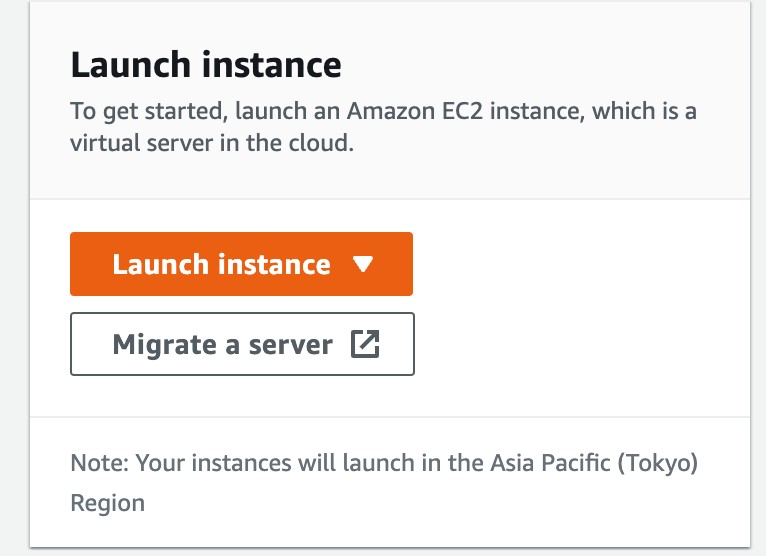 Launch instance
To get started, launch an Amazon EC2 instance, which is a
virtual server in the cloud.
Launch instance
Migrate a server
Note: Your instances will launch in the Asia Pacific (Tokyo)
Region